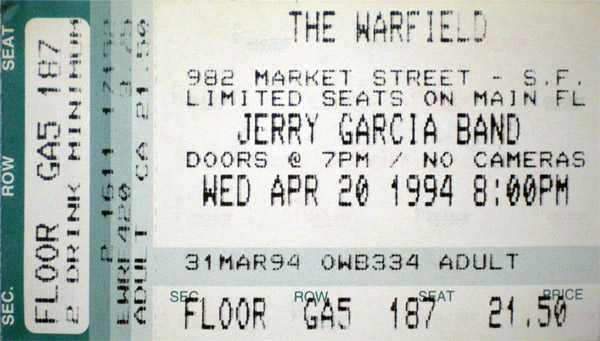 SEC. ROW SEAT
FLOOR GA5 187
2 DRINK MINIMUM
EWRF420 CA 21.50
ADULT
THE WARFIELD
982 MARKET STREET - S.F.
LIMITED SEATS ON MAIN FL
JERRY GARCIA BAND
DOORS @ 7PM / NO CAMERAS
WED APR 20 1994 8:00PM
31MAR94 OWB334 ADULT
SEC. ROW SEAT PRICE
FLOOR GA5 187 21.50